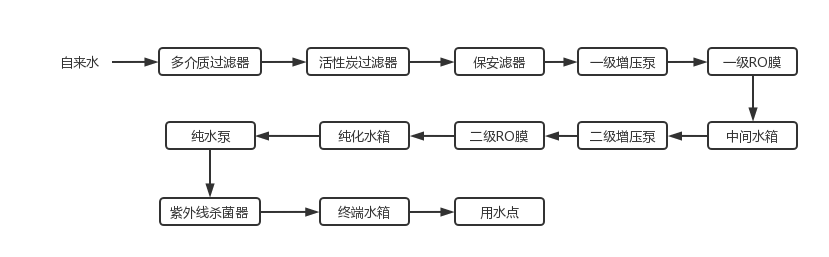 自来水
多介质过滤器
活性炭过滤器
保安滤器
一级增压泵
一级RO膜
中间水箱
二级增压泵
二级RO膜
纯化水箱
纯水泵
紫外线杀菌器
终端水箱
用水点